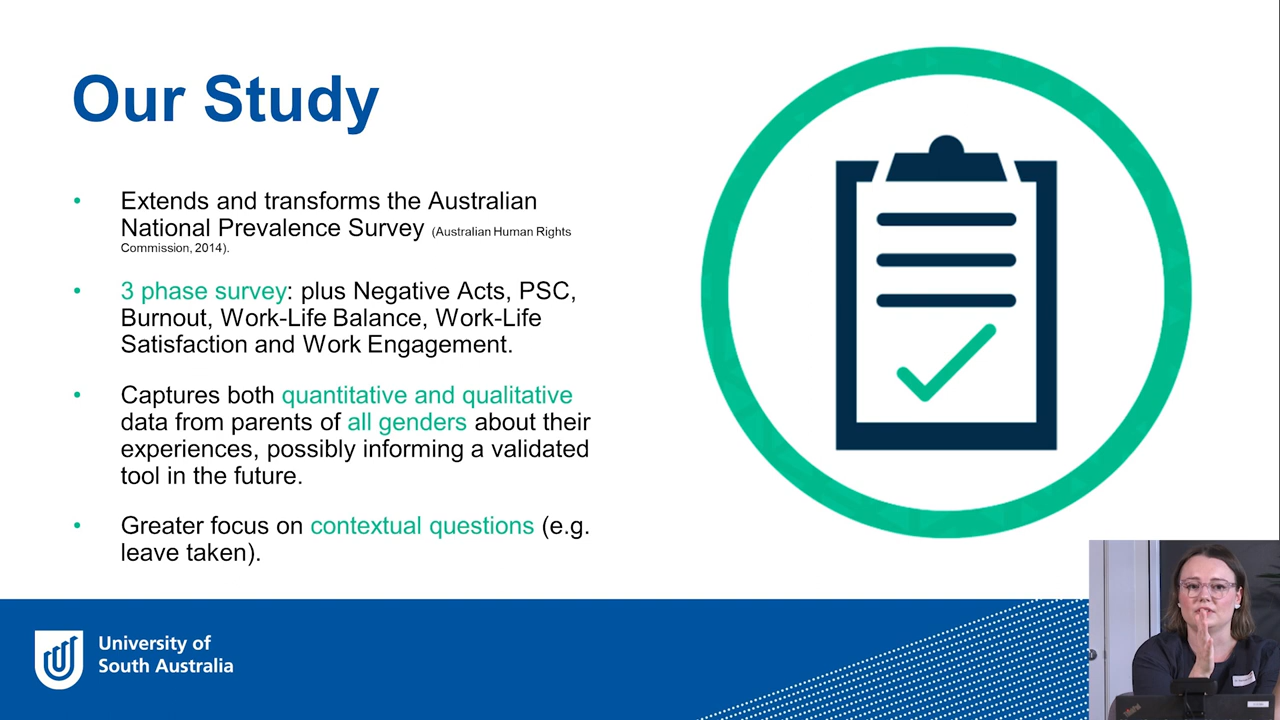 Our Study
• Extends and transforms the Australian
National Prevalence Survey (Australian Human Rights
Commission, 2014).
• 3 phase survey: plus Negative Acts, PSC,
Burnout, Work-Life Balance, Work-Life
Satisfaction and Work Engagement.
• Captures both quantitative and qualitative
data from parents of all genders about their
experiences, possibly informing a validated
tool in the future.
• Greater focus on contextual questions (e.g.
leave taken).
University of
South Australia